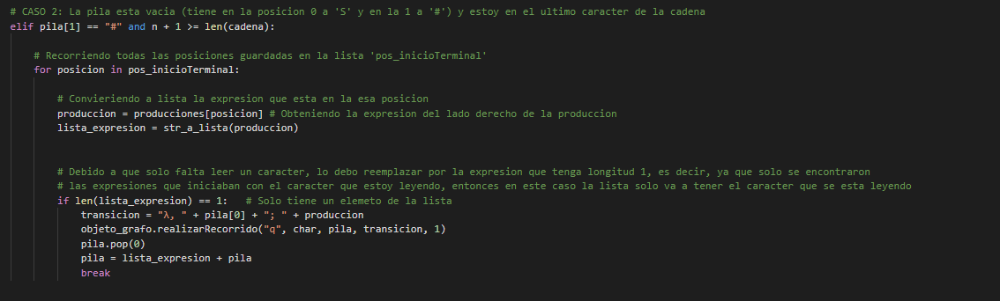 # CASO 2: La pila esta vacia (tiene en la posicion 0 a 'S' y en la 1 a '#') y estoy en el ultimo caracter de la cadena
elif pila[1] == "#" and n + 1 >= len(cadena):
# Recorriendo todas las posiciones guardadas en la lista 'pos_inicioTerminal'
for posicion in pos_inicioTerminal:
# Convieriendo a lista la expresion que esta en la esa posicion
produccion = producciones[posicion] # Obteniendo la expresion del lado derecho de la produccion
lista_expresion = str_a_lista(produccion)
# Debido a que solo falta leer un caracter, lo debo reemplazar por la expresion que tenga longitud 1, es decir, ya que solo se encontraron
# las expresiones que iniciaban con el caracter que estoy leyendo, entonces en este caso la lista solo va a tener el caracter que se esta leyendo
if len(lista_expresion) == 1: # Solo tiene un elemeto de la lista
transicion = "λ, " + pila[0] + "; " + produccion
objeto_grafo.realizarRecorrido("q", char, pila, transicion, 1)
pila.pop(0)
pila = lista_expresion + pila
break